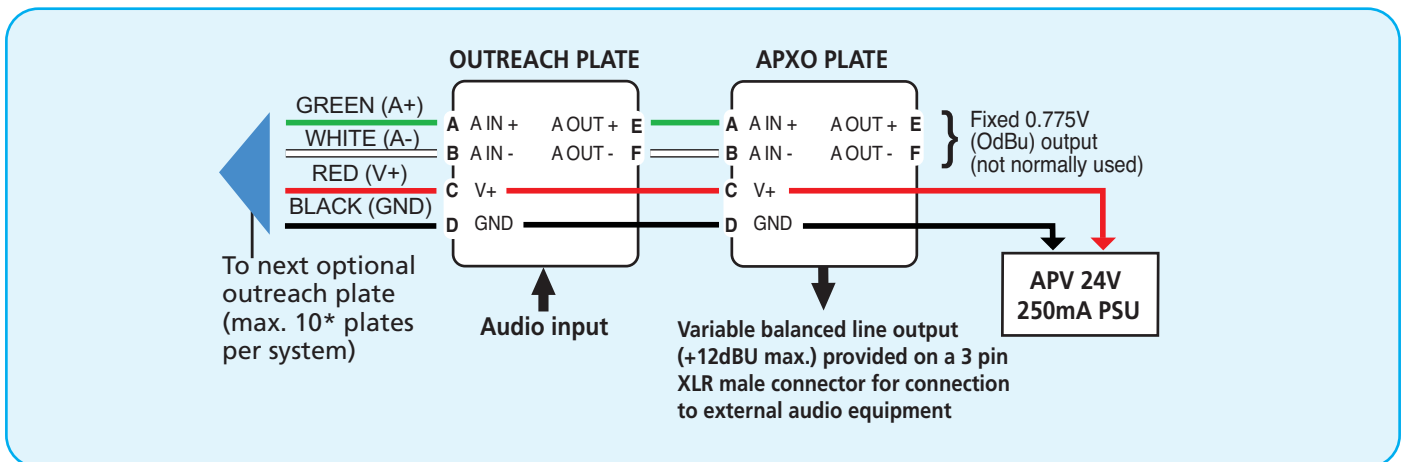 OUTREACH PLATE
APXO PLATE
GREEN (A+)
WHITE (A-)
RED (V+)
BLACK (GND)
A A IN + A OUT + E
B A IN - A OUT - F
C V+
D GND
A A IN + A OUT + E
B A IN - A OUT - F
C V+
D GND
} Fixed 0.775V
(OdBu) output
(not normally used)
To next optional
outreach plate
(max. 10* plates
per system)
Audio input
Variable balanced line output
(+12dBU max.) provided on a 3 pin
XLR male connector for connection
to external audio equipment
APV 24V
250mA PSU